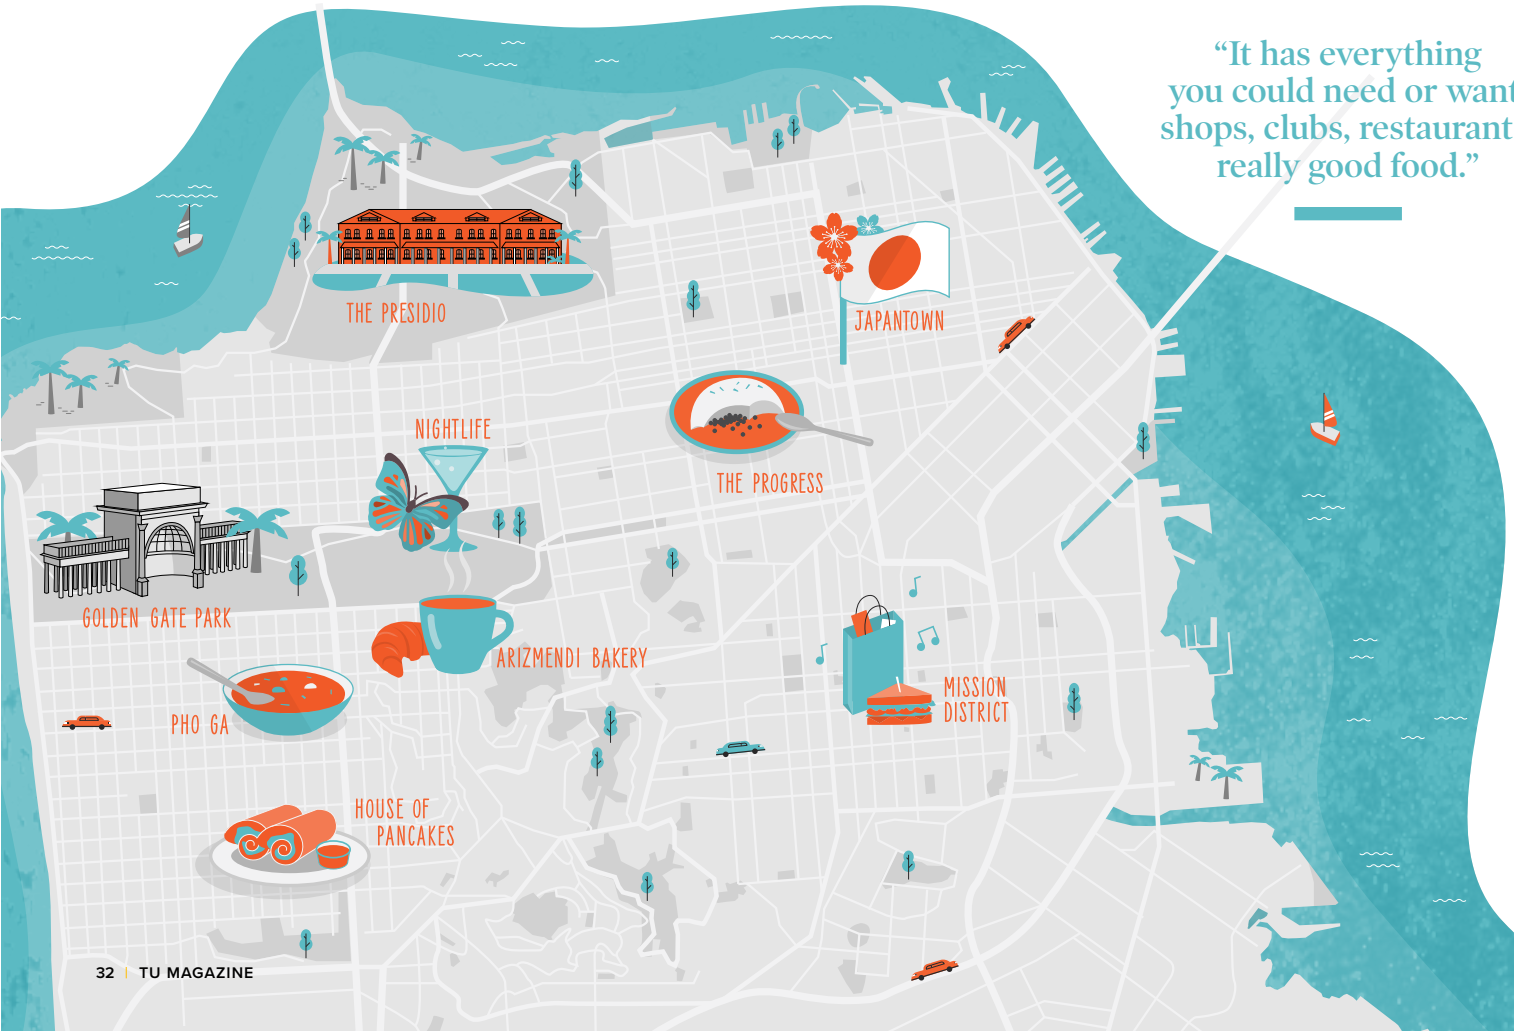 “It has everything
you could need or want
shops, clubs, restaurant
really good food.”
THE PRESIDIO
JAPANTOWN
NIGHTLIFE
THE PROGRESS
GOLDEN GATE PARK
ARIZMENDI BAKERY
MISSION
DISTRICT
PHO GA
HOUSE OF
PANCAKES
32 | TU MAGAZINE